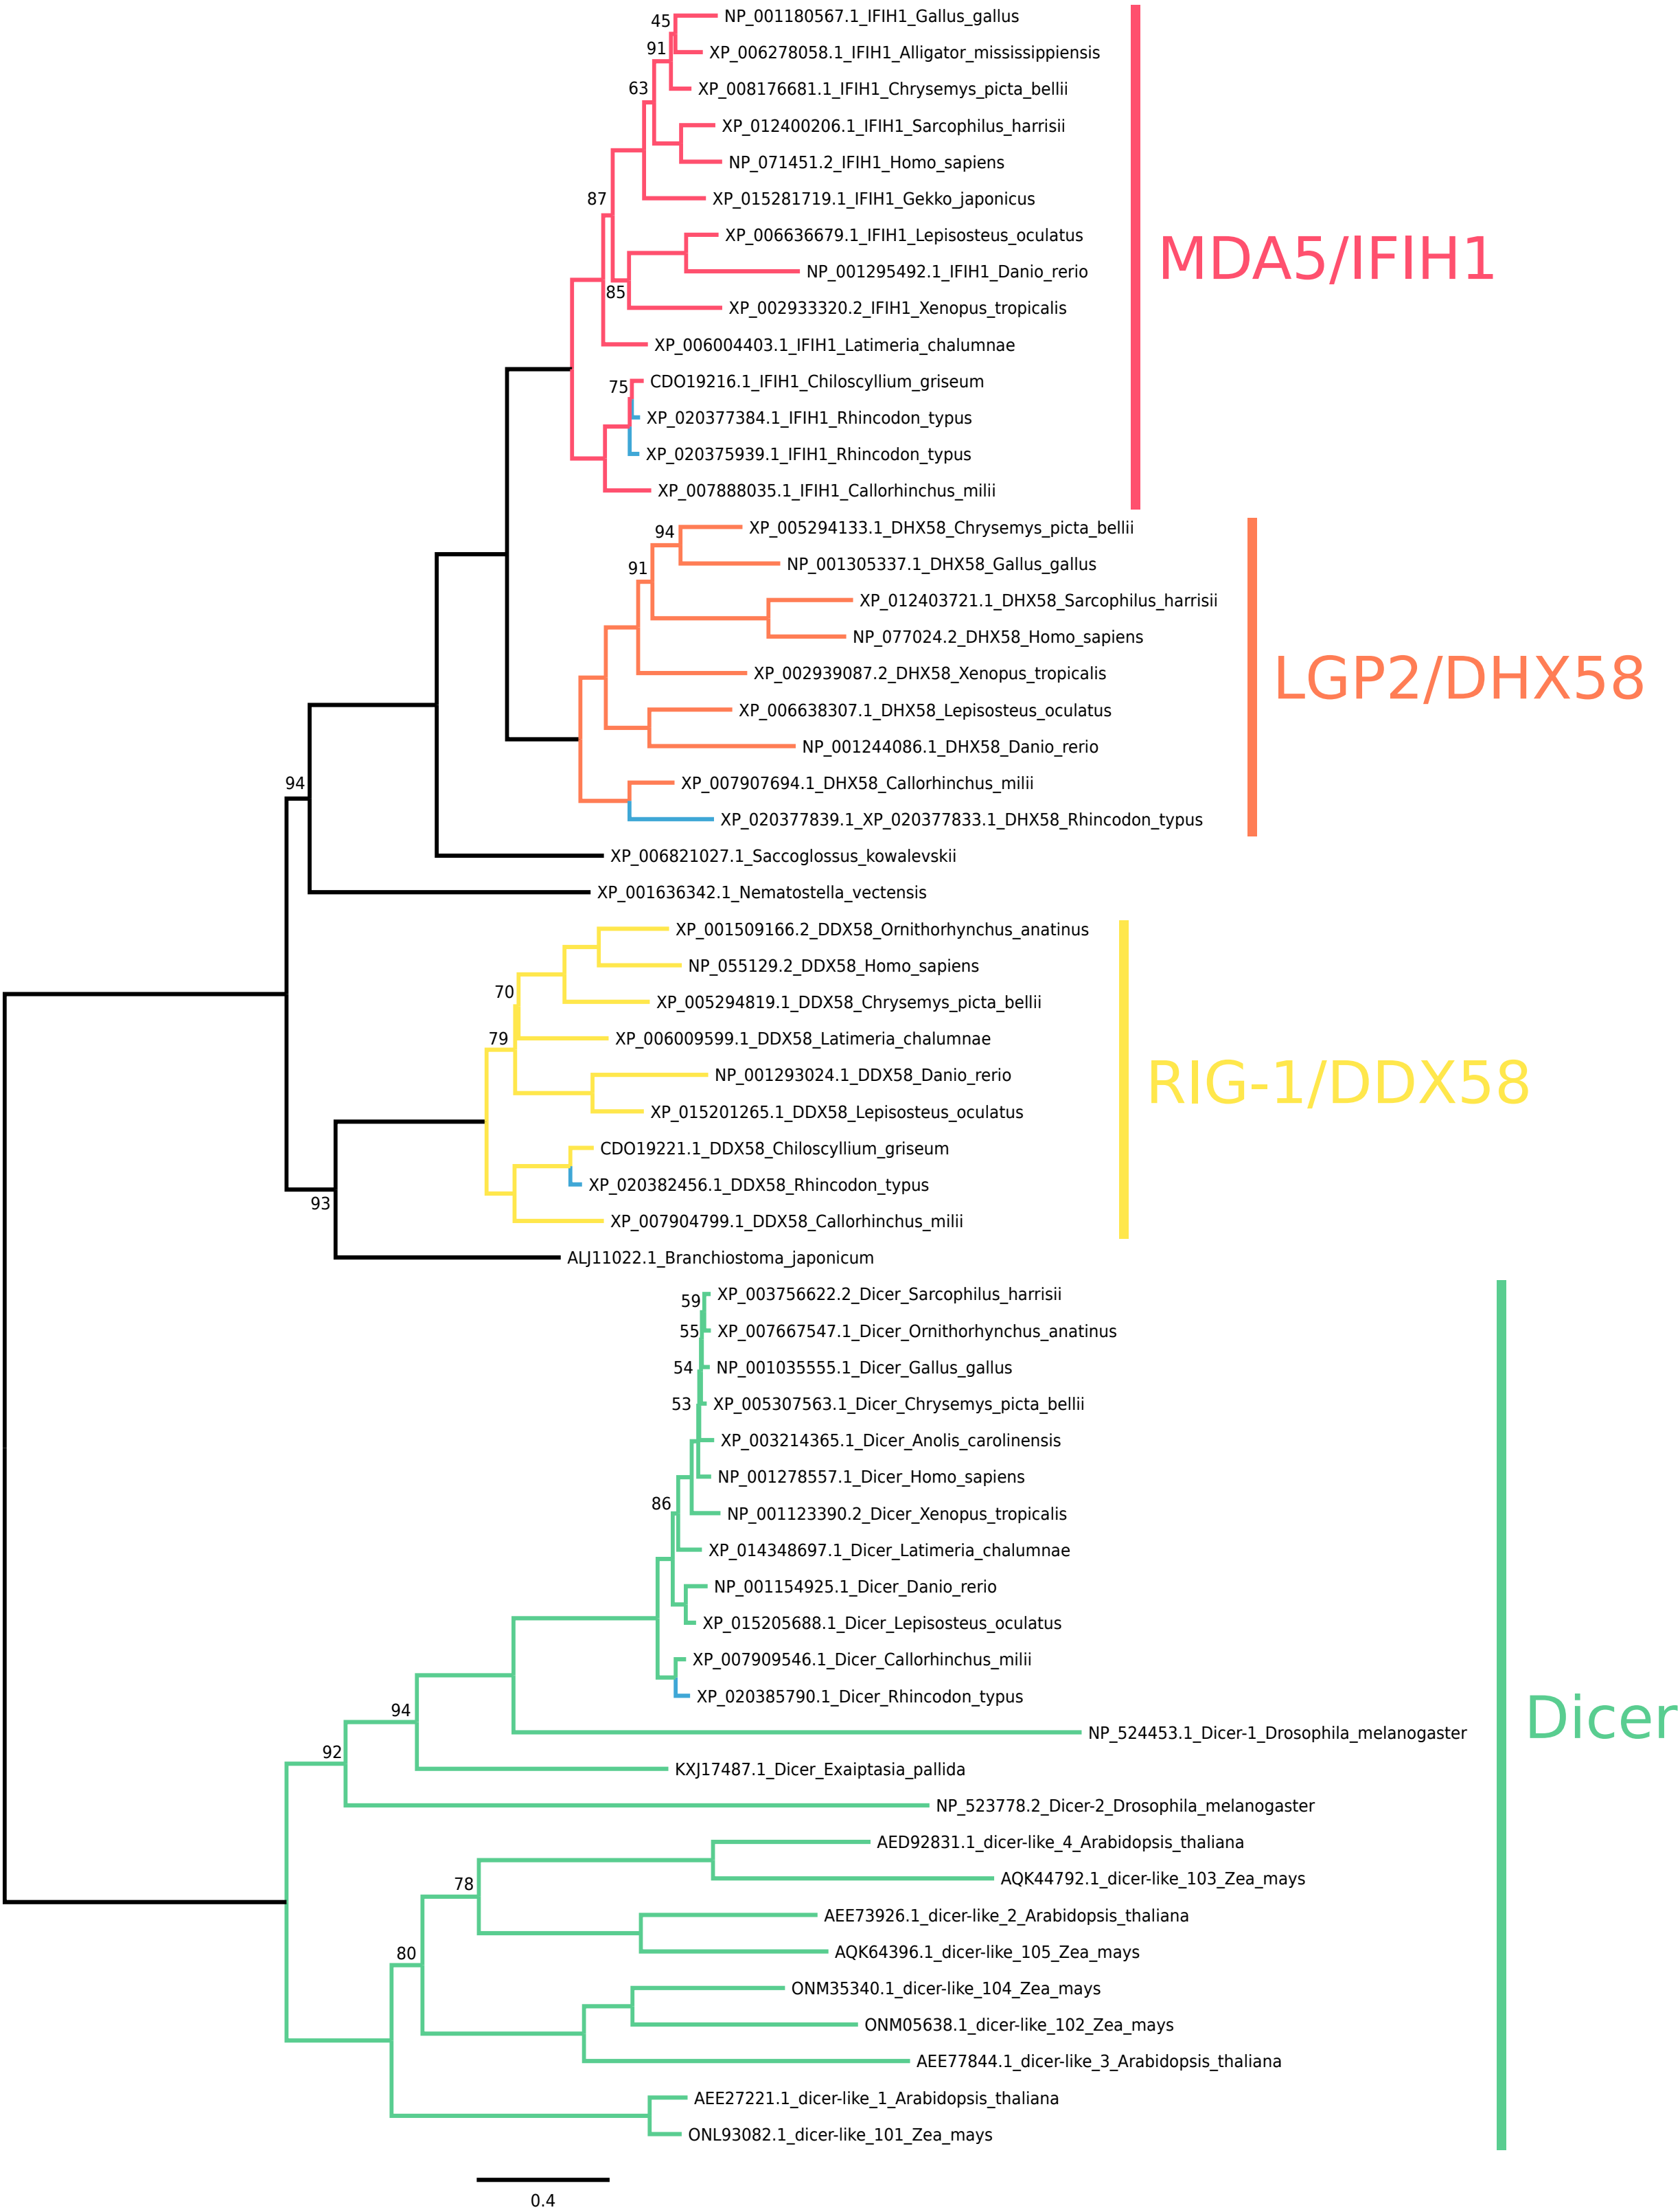 45
NP_001180567.1_IFIH1_Gallus_gallus
91
XP_006278058.1_IFIH1_Alligator_mississippiensis
63
XP_008176681.1_IFIH1_Chrysemys_picta_bellii
XP_012400206.1_IFIH1_Sarcophilus_harrisii
NP_071451.2_IFIH1_Homo_sapiens
87
XP_015281719.1_IFIH1_Gekko_japonicus
XP_006636679.1_IFIH1_Lepisosteus_oculatus
MDA5/IFIH1
NP_001295492.1_IFIH1_Danio_rerio
85
XP_002933320.2_IFIH1_Xenopus_tropicalis
XP_006004403.1_IFIH1_Latimeria_chalumnae
75
CDO19216.1_IFIH1_Chiloscyllium_griseum
XP_020377384.1_IFIH1_Rhincodon_typus
XP_020375939.1_IFIH1_Rhincodon_typus
XP_007888035.1_IFIH1_Callorhinchus_milii
94
XP_005294133.1_DHX58_Chrysemys_picta_bellii
91
NP_001305337.1_DHX58_Gallus_gallus
XP_012403721.1_DHX58_Sarcophilus_harrisii
NP_077024.2_DHX58_Homo_sapiens
XP_002939087.2_DHX58_Xenopus_tropicalis
LGP2/DHX58
XP_006638307.1_DHX58_Lepisosteus_oculatus
NP_001244086.1_DHX58_Danio_rerio
94
XP_007907694.1_DHX58_Callorhinchus_milii
XP_020377839.1_XP_020377833.1_DHX58_Rhincodon_typus
XP_006821027.1_Saccoglossus_kowalevskii
XP_001636342.1_Nematostella_vectensis
XP_001509166.2_DDX58_Ornithorhynchus_anatinus
NP_055129.2_DDX58_Homo_sapiens
70
XP_005294819.1_DDX58_Chrysemys_picta_bellii
79
XP_006009599.1_DDX58_Latimeria_chalumnae
NP_001293024.1_DDX58_Danio_rerio
RIG-1/DDX58
XP_015201265.1_DDX58_Lepisosteus_oculatus
CDO19221.1_DDX58_Chiloscyllium_griseum
XP_020382456.1_DDX58_Rhincodon_typus
93
XP_007904799.1_DDX58_Callorhinchus_milii
ALJ11022.1_Branchiostoma_japonicum
59
XP_003756622.2_Dicer_Sarcophilus_harrisii
55
XP_007667547.1_Dicer_Ornithorhynchus_anatinus
54
NP_001035555.1_Dicer_Gallus_gallus
53
XP_005307563.1_Dicer_Chrysemys_picta_bellii
XP_003214365.1_Dicer_Anolis_carolinensis
NP_001278557.1_Dicer_Homo_sapiens
86
NP_001123390.2_Dicer_Xenopus_tropicalis
XP_014348697.1_Dicer_Latimeria_chalumnae
NP_001154925.1_Dicer_Danio_rerio
XP_015205688.1_Dicer_Lepisosteus_oculatus
XP_007909546.1_Dicer_Callorhinchus_milii
XP_020385790.1_Dicer_Rhincodon_typus
94
Dicer
NP_524453.1_Dicer-1_Drosophila_melanogaster
92
KXJ17487.1_Dicer_Exaiptasia_pallida
NP_523778.2_Dicer-2_Drosophila_melanogaster
AED92831.1_dicer-like_4_Arabidopsis_thaliana
78
AQK44792.1_dicer-like_103_Zea_mays
AEE73926.1_dicer-like_2_Arabidopsis_thaliana
80
AQK64396.1_dicer-like_105_Zea_mays
ONM35340.1_dicer-like_104_Zea_mays
ONM05638.1_dicer-like_102_Zea_mays
AEE77844.1_dicer-like_3_Arabidopsis_thaliana
AEE27221.1_dicer-like_1_Arabidopsis_thaliana
ONL93082.1_dicer-like_101_Zea_mays
0.4